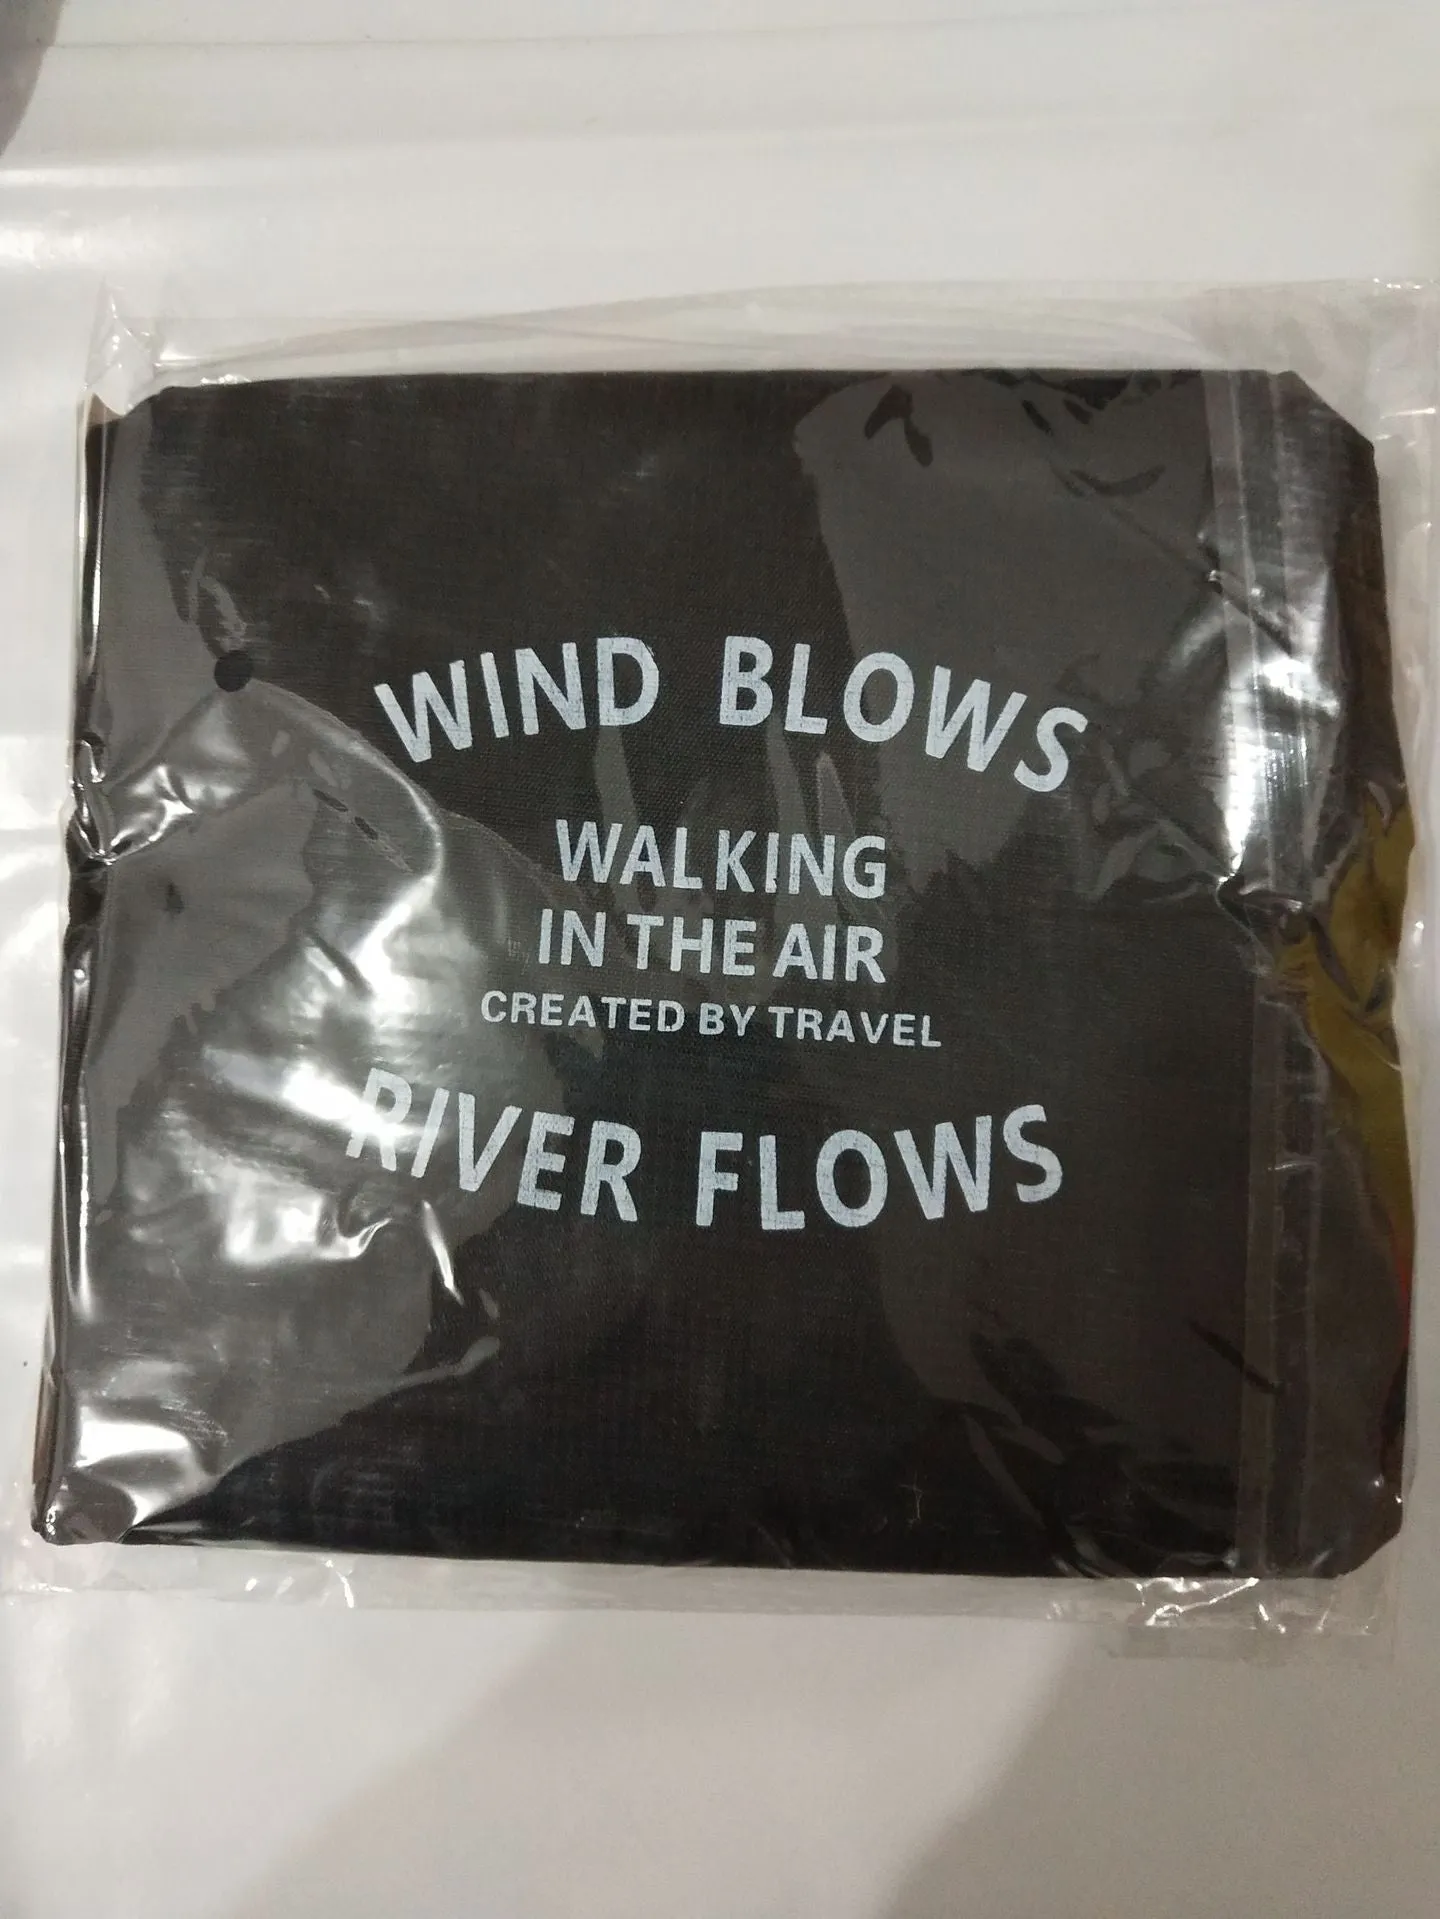 WIND BLOWS
WALKING
IN THE AIR
CREATED BY TRAVEL
RIVER FLOWS